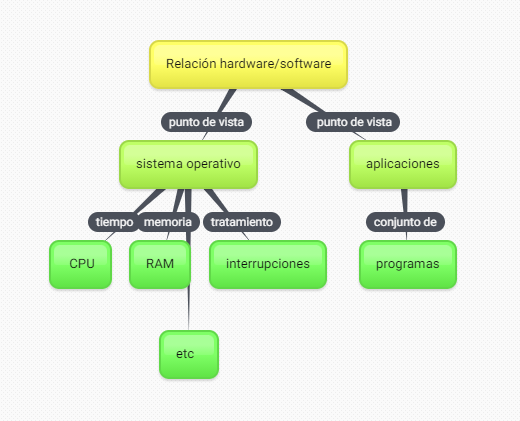 Relación hardware/software
punto de vista
punto de vista
sistema operativo
aplicaciones
tiempo
memoria
tratamiento
conjunto de
CPU
RAM
interrupciones
programas
etc